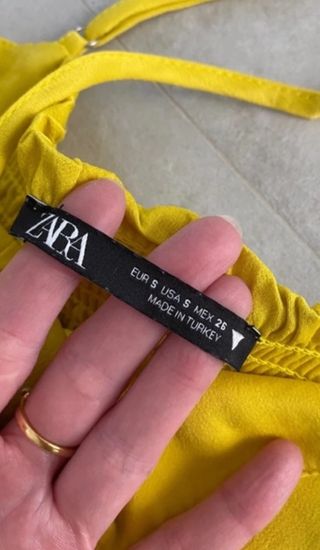 ZARA
EUR S USA S MEX 26
MADE IN TURKEY